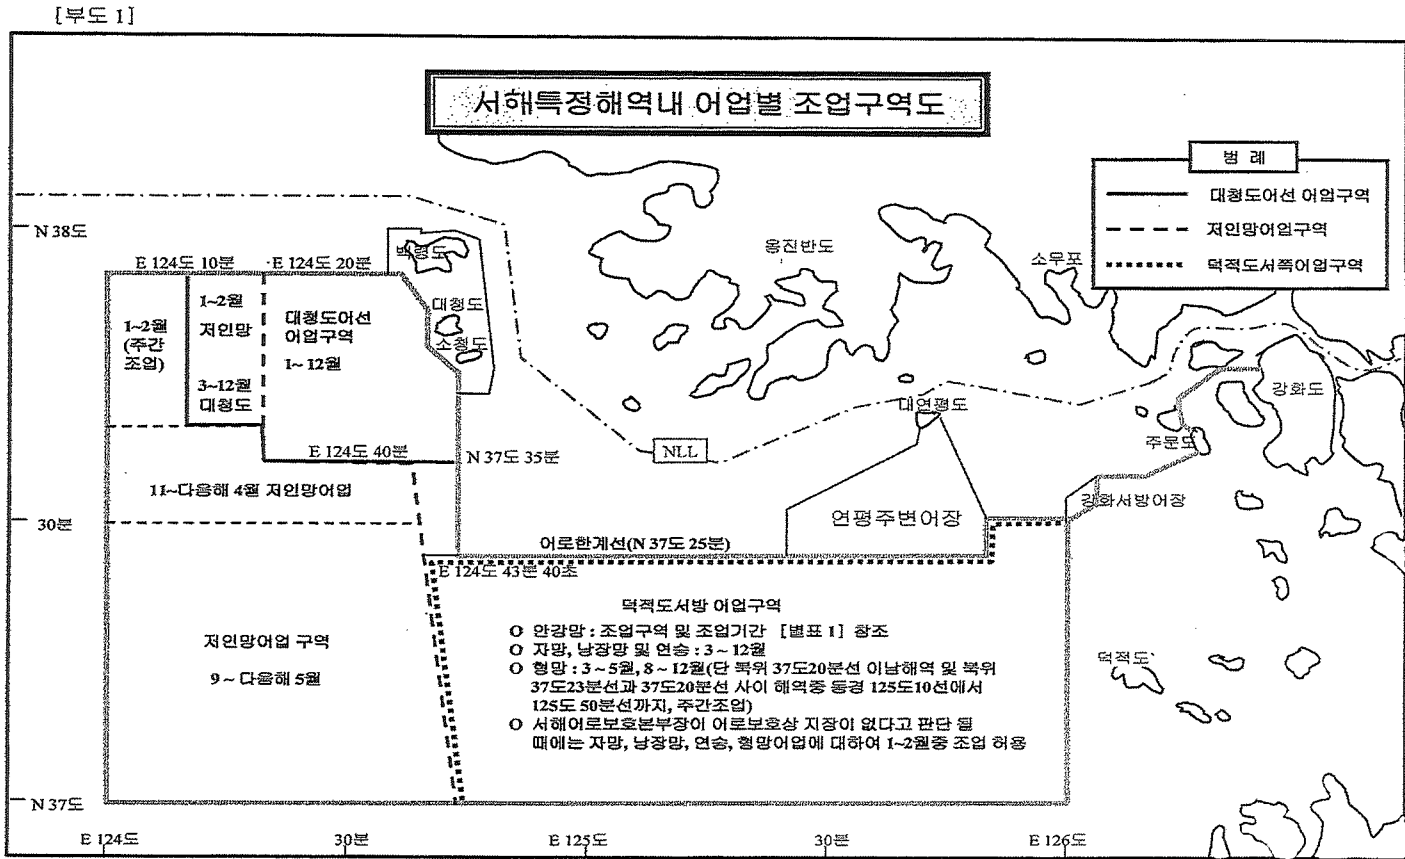 [부도 1]
서해특정해역내 어업별 조업구역도
범 례
대청도어선 어업구역
저인망어업구역
덕적도서쪽어업구역
N 38도
E 124도 10분
E 124도 20분
백령도
옹진반도
소무포
1~2월
(주간
조업)
1~2월
저인망
3~12월
대청도
대청도어선
어업구역
1~ 12월
대청도
소청도
대연평도
강화도
주문도
E 124도 40분
N 37도 35분
NLL
11~다음해 4월 저인망어업
30분
어로한계선(N 37도 25분)
연평주변어장
강화서방어장
E 124도 43분 40초
저인망어업 구역
9 ~ 다음해 5월
덕적도서방 어업구역
O 안강망 : 조업구역 및 조업기간 [별표 1] 참조
O 자망, 낭장망 및 연승 : 3 ~ 12월
O 형망 : 3 ~ 5월, 8 ~ 12월(단 북위 37도20분선 이남해역 및 북위
37도23분선과 37도20분선 사이 해역중 동경 125도10선에서
125도 50분선까지, 주간조업)
O 서해어로보호본부장이 어로보호상 지장이 없다고 판단 될
때에는 자망, 낭장망, 연승, 형망어업에 대하여 1~2월중 조업 허용
덕적도
N 37도
E 124도
30분
E 125도
30분
E 126도